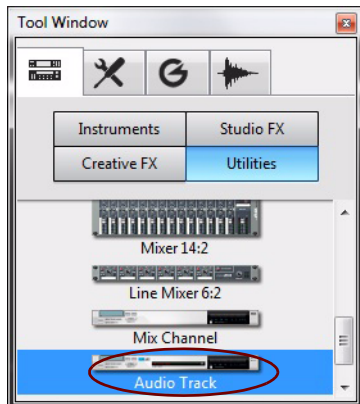 Tool Window
Instruments Studio FX
Creative FX Utilities
Mixer 14:2
Line Mixer 6:2
Mix Channel
Audio Track